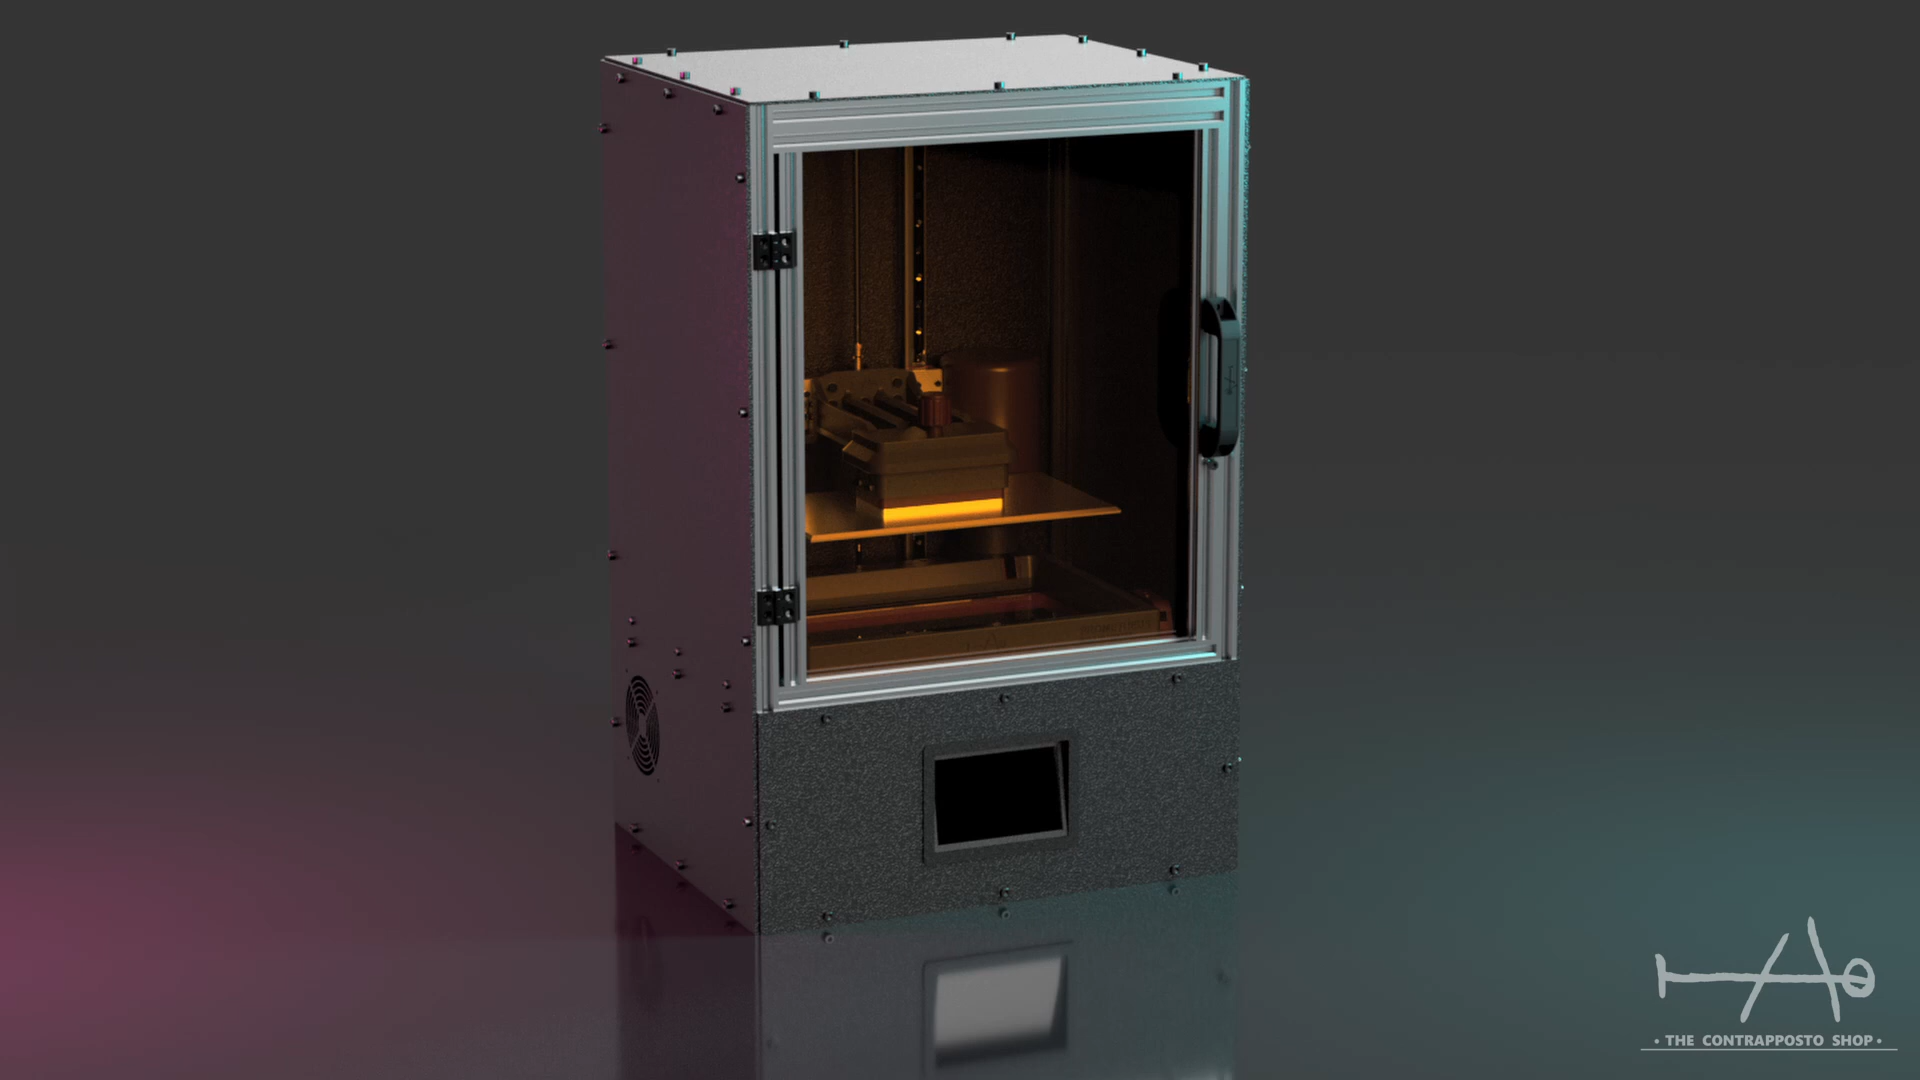 • THE CONTRAPPOSTO SHOP •